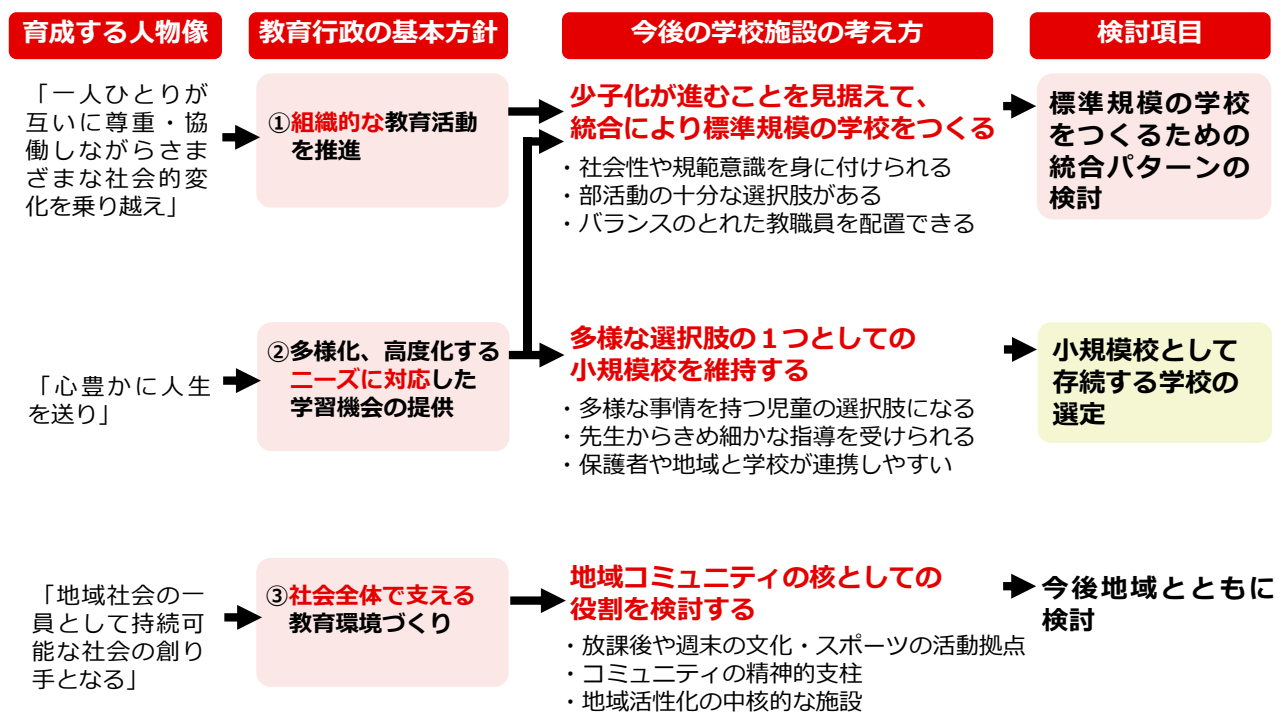 育成する人物像
教育行政の基本方針
今後の学校施設の考え方
検討項目
「一人ひとりが
互いに尊重・協
働しながらさま
ざまな社会的変
化を乗り越え」
①組織的な教育活動
を推進
少子化が進むことを見据えて、
統合により標準規模の学校をつくる
・社会性や規範意識を身に付けられる
・部活動の十分な選択肢がある
・バランスのとれた教職員を配置できる
標準規模の学校
をつくるための
統合パターンの
検討
「心豊かに人生
を送り」
②多様化、高度化する
ニーズに対応した
学習機会の提供
多様な選択肢の１つとしての
小規模校を維持する
・多様な事情を持つ児童の選択肢になる
・先生からきめ細かな指導を受けられる
・保護者や地域と学校が連携しやすい
小規模校として
存続する学校の
選定
「地域社会の一
員として持続可
能な社会の創り
手となる」
③社会全体で支える
教育環境づくり
地域コミュニティの核としての
役割を検討する
・放課後や週末の文化・スポーツの活動拠点
・コミュニティの精神的支柱
・地域活性化の中核的な施設
今後地域とともに
検討